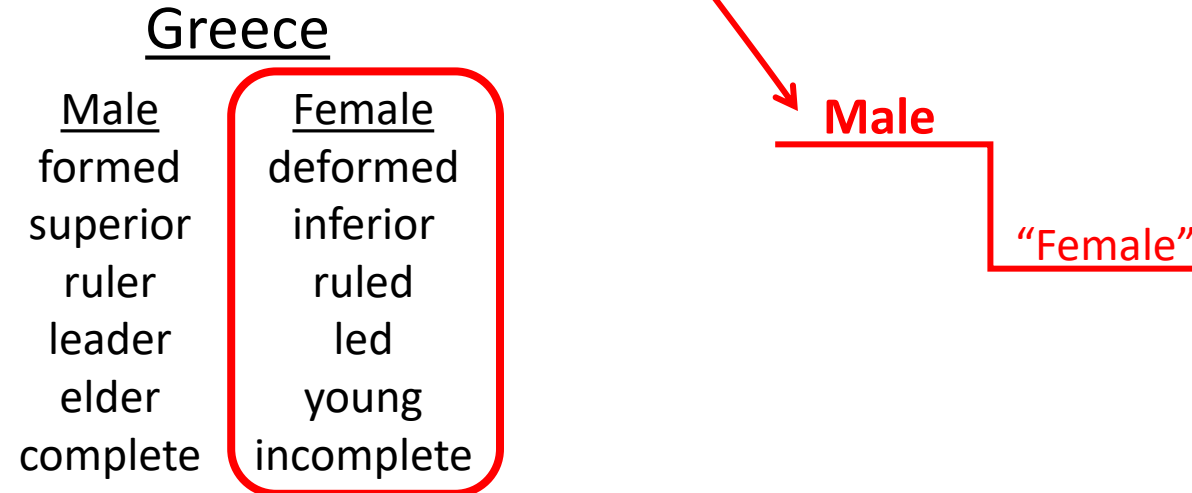 Greece
Male Female
formed deformed
superior inferior
ruler ruled
leader led
elder young
complete incomplete
Male
“Female”